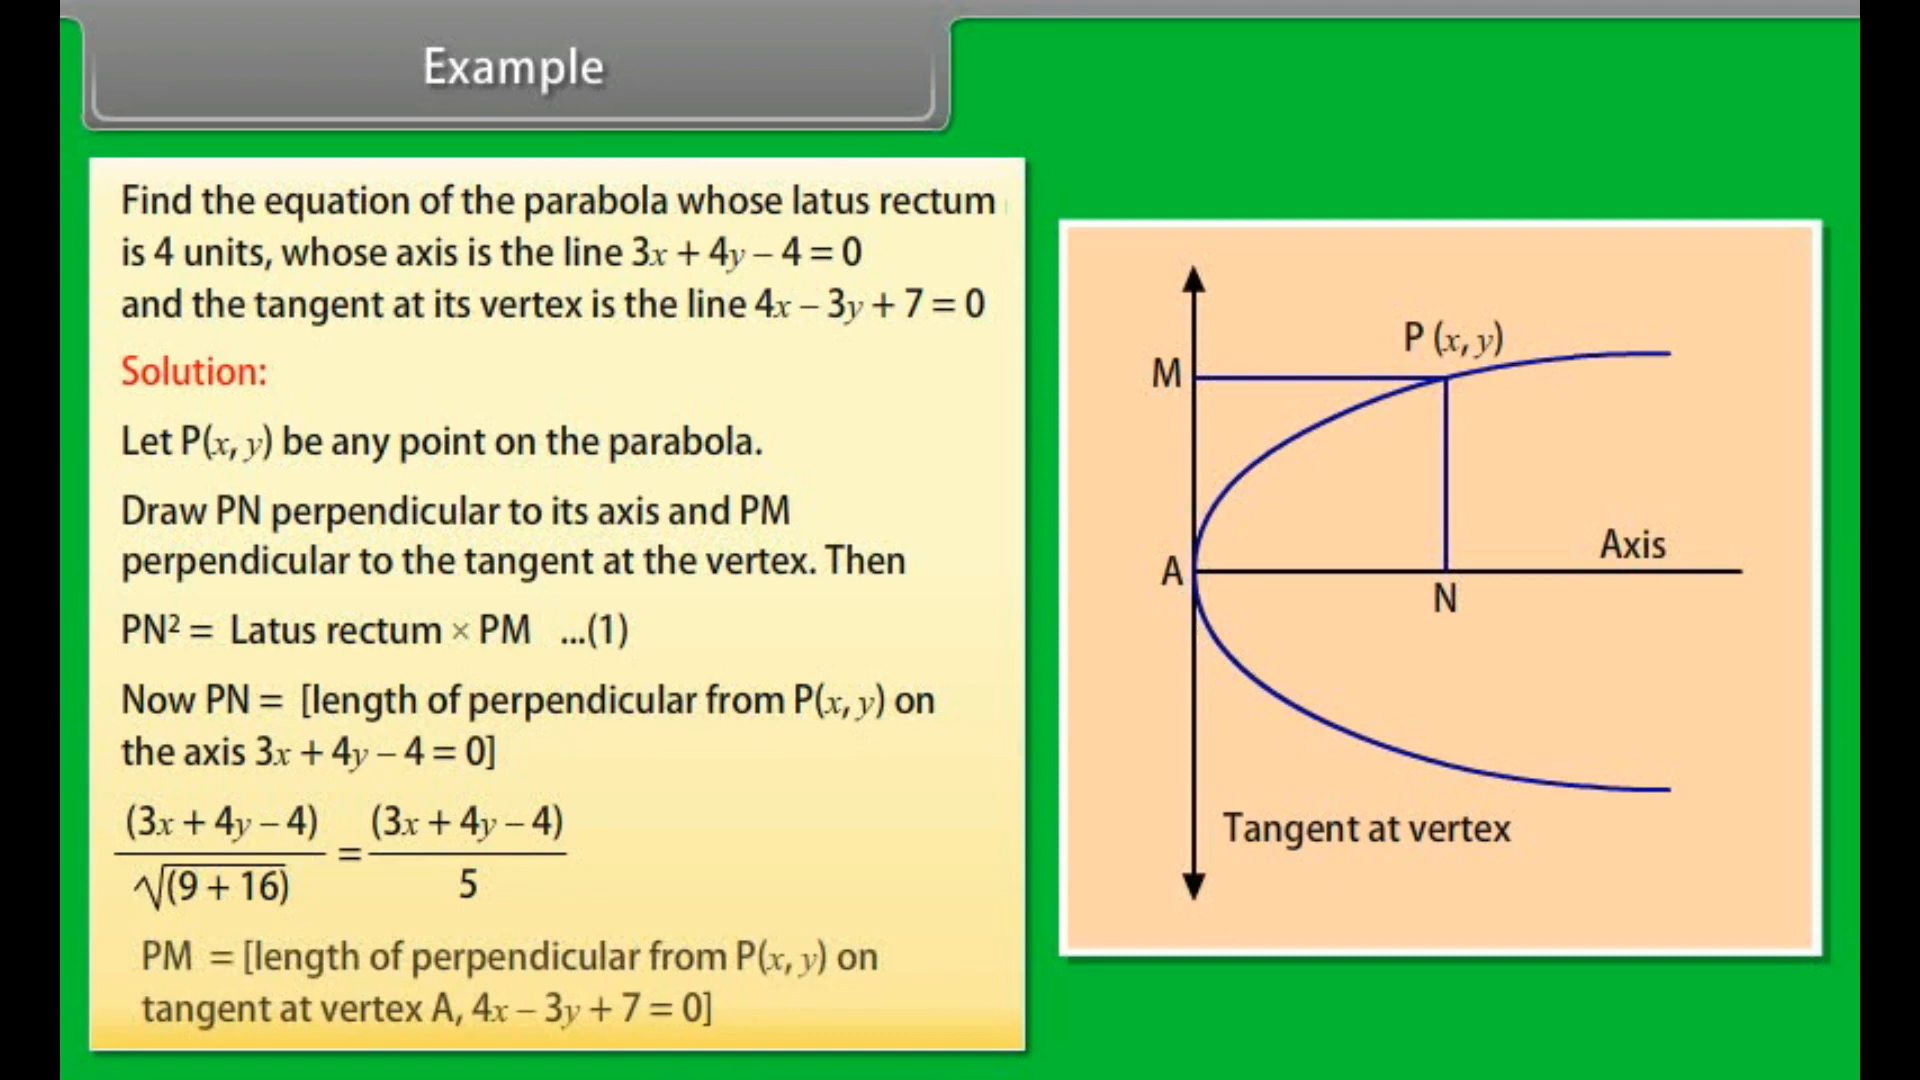 Example
Find the equation of the parabola whose latus rectum
is 4 units, whose axis is the line 3x + 4y – 4 = 0
and the tangent at its vertex is the line 4x – 3y + 7 = 0
Solution:
Let P(x, y) be any point on the parabola.
Draw PN perpendicular to its axis and PM
perpendicular to the tangent at the vertex. Then
PN² = Latus rectum × PM ...(1)
Now PN = [length of perpendicular from P(x, y) on
the axis 3x + 4y – 4 = 0]
(3x + 4y – 4) / √(9 + 16) = (3x + 4y – 4) / 5
PM = [length of perpendicular from P(x, y) on
tangent at vertex A, 4x – 3y + 7 = 0]
P (x, y)
M
Axis
A
N
Tangent at vertex